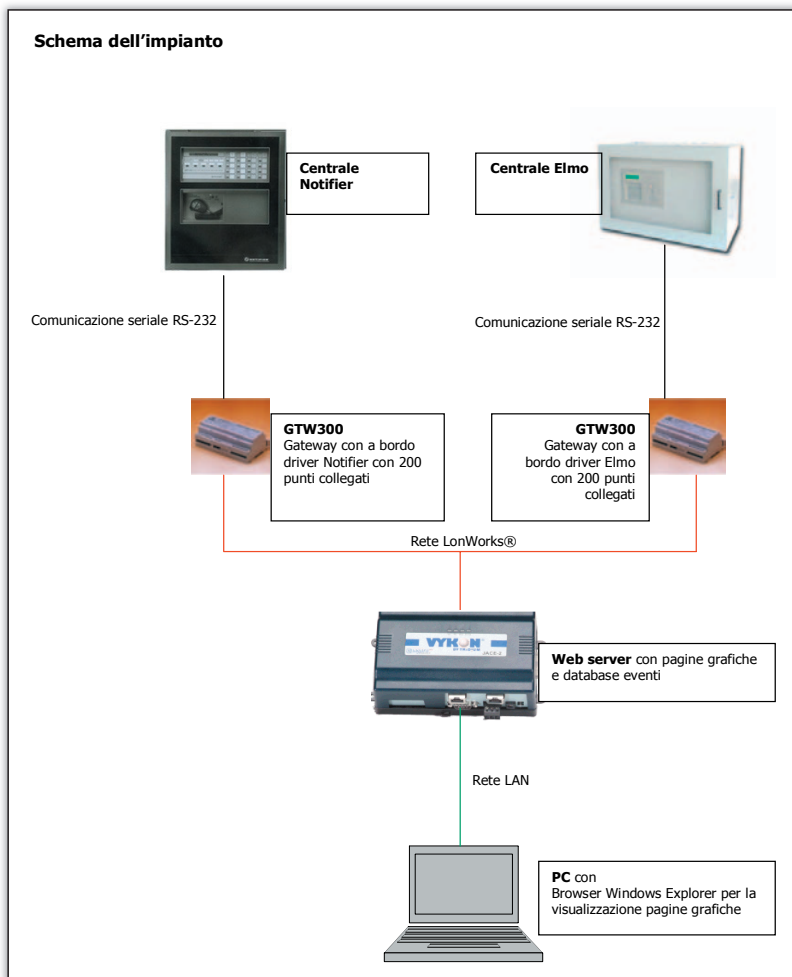 Schema dell'impianto
Centrale
Notifier
Centrale Elmo
Comunicazione seriale RS-232
Comunicazione seriale RS-232
GTW300
Gateway con a bordo
driver Notifier con 200
punti collegati
GTW300
Gateway con a
bordo driver Elmo
con 200 punti
collegati
Rete LonWorks®
VYKON
JACE-2
Web server con pagine grafiche
e database eventi
Rete LAN
PC con
Browser Windows Explorer per la
visualizzazione pagine grafiche